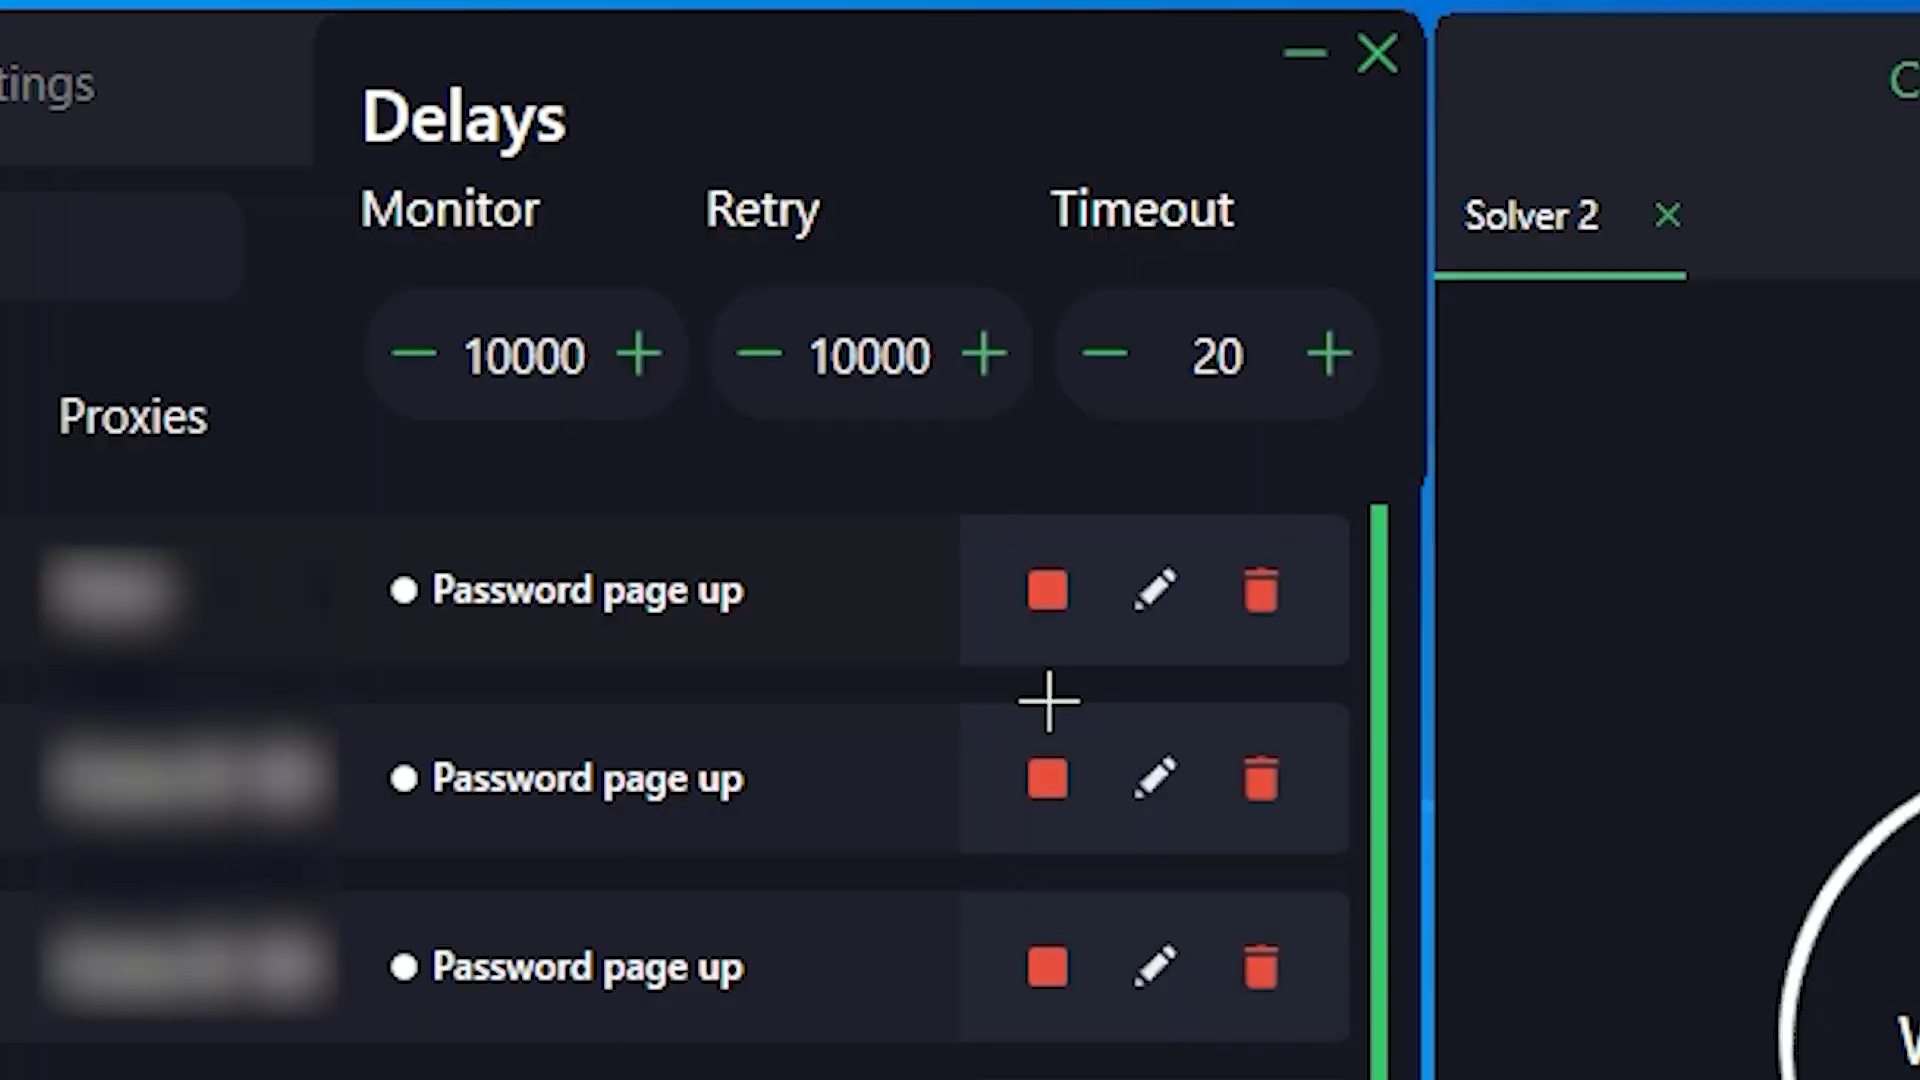 tings
Delays
Monitor Retry Timeout
10000 10000 20
Proxies
Password page up
Password page up
Password page up
Solver 2